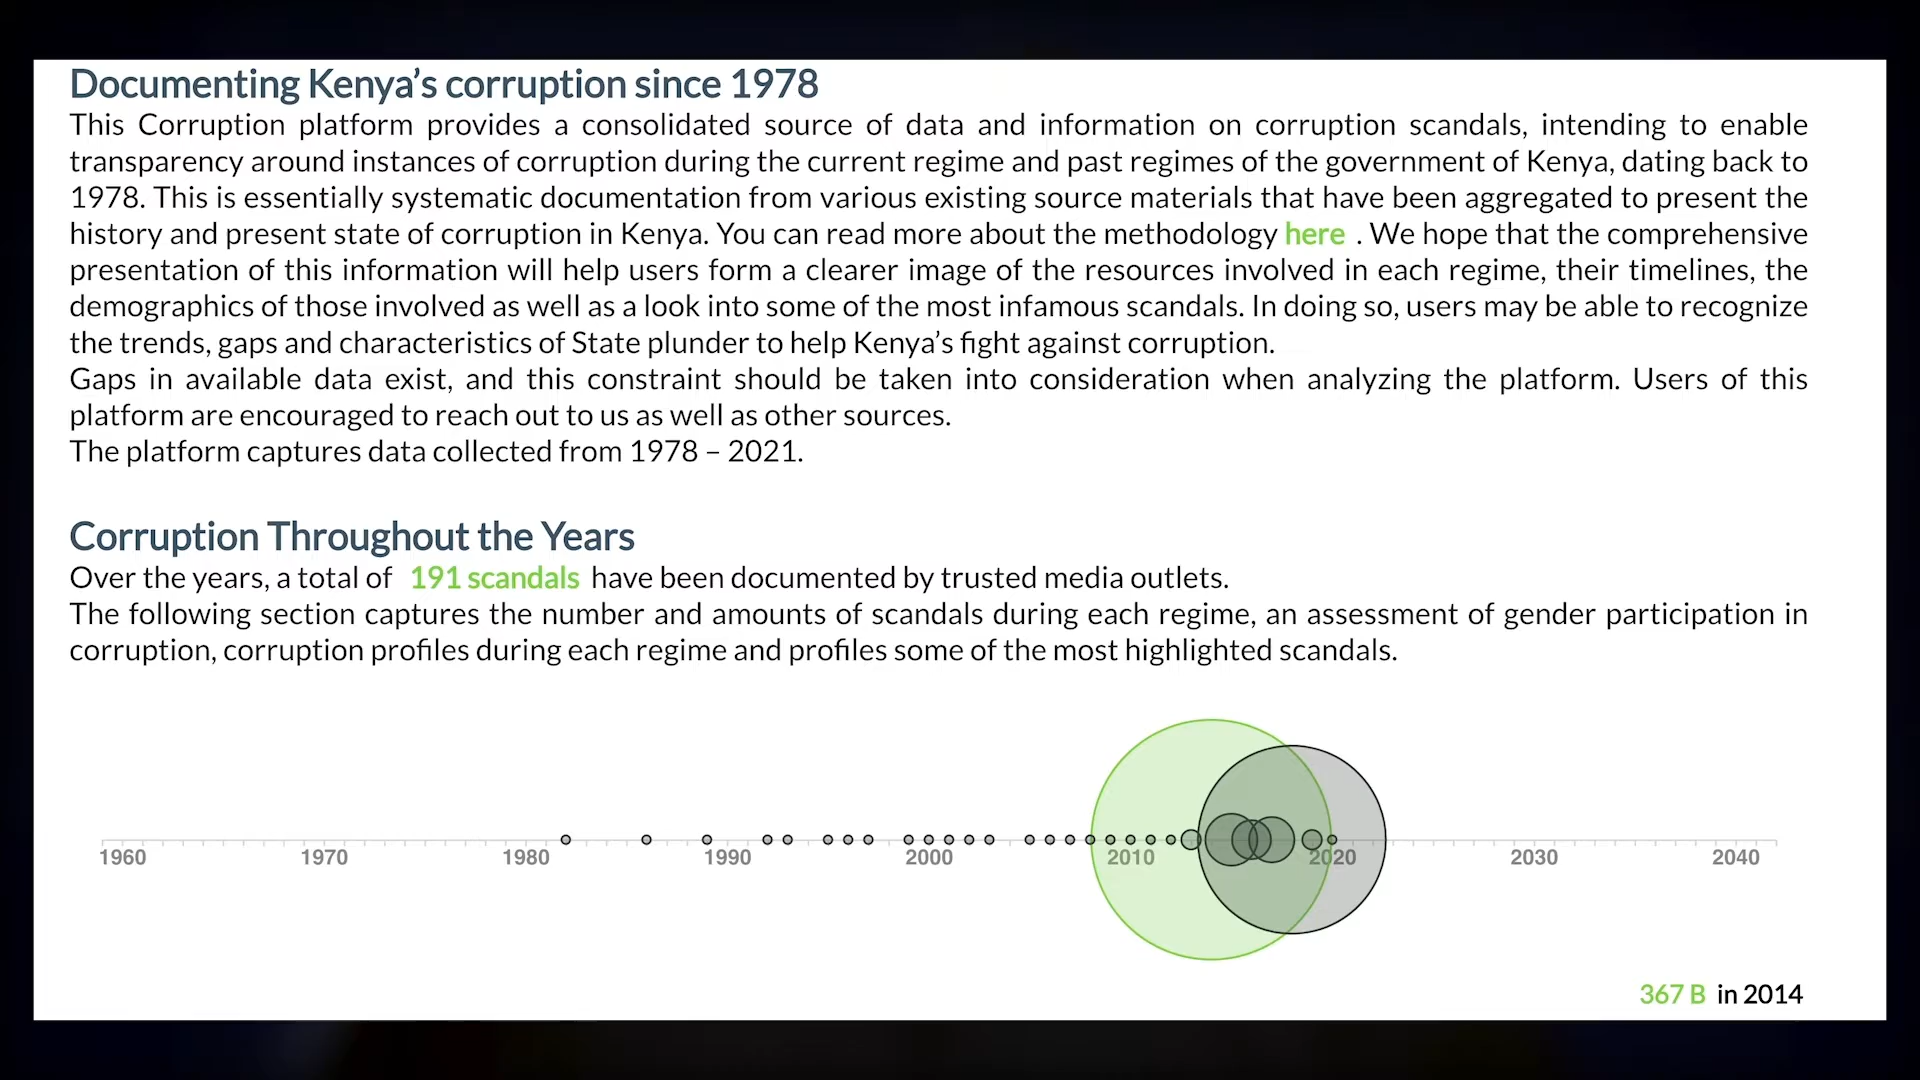 Documenting Kenya’s corruption since 1978
This Corruption platform provides a consolidated source of data and information on corruption scandals, intending to enable
transparency around instances of corruption during the current regime and past regimes of the government of Kenya, dating back to
1978. This is essentially systematic documentation from various existing source materials that have been aggregated to present the
history and present state of corruption in Kenya. You can read more about the methodology here . We hope that the comprehensive
presentation of this information will help users form a clearer image of the resources involved in each regime, their timelines, the
demographics of those involved as well as a look into some of the most infamous scandals. In doing so, users may be able to recognize
the trends, gaps and characteristics of State plunder to help Kenya’s fight against corruption.
Gaps in available data exist, and this constraint should be taken into consideration when analyzing the platform. Users of this
platform are encouraged to reach out to us as well as other sources.
The platform captures data collected from 1978 – 2021.
Corruption Throughout the Years
Over the years, a total of 191 scandals have been documented by trusted media outlets.
The following section captures the number and amounts of scandals during each regime, an assessment of gender participation in
corruption, corruption profiles during each regime and profiles some of the most highlighted scandals.
1960 1970 1980 1990 2000 2010 2020 2030 2040
367 B in 2014